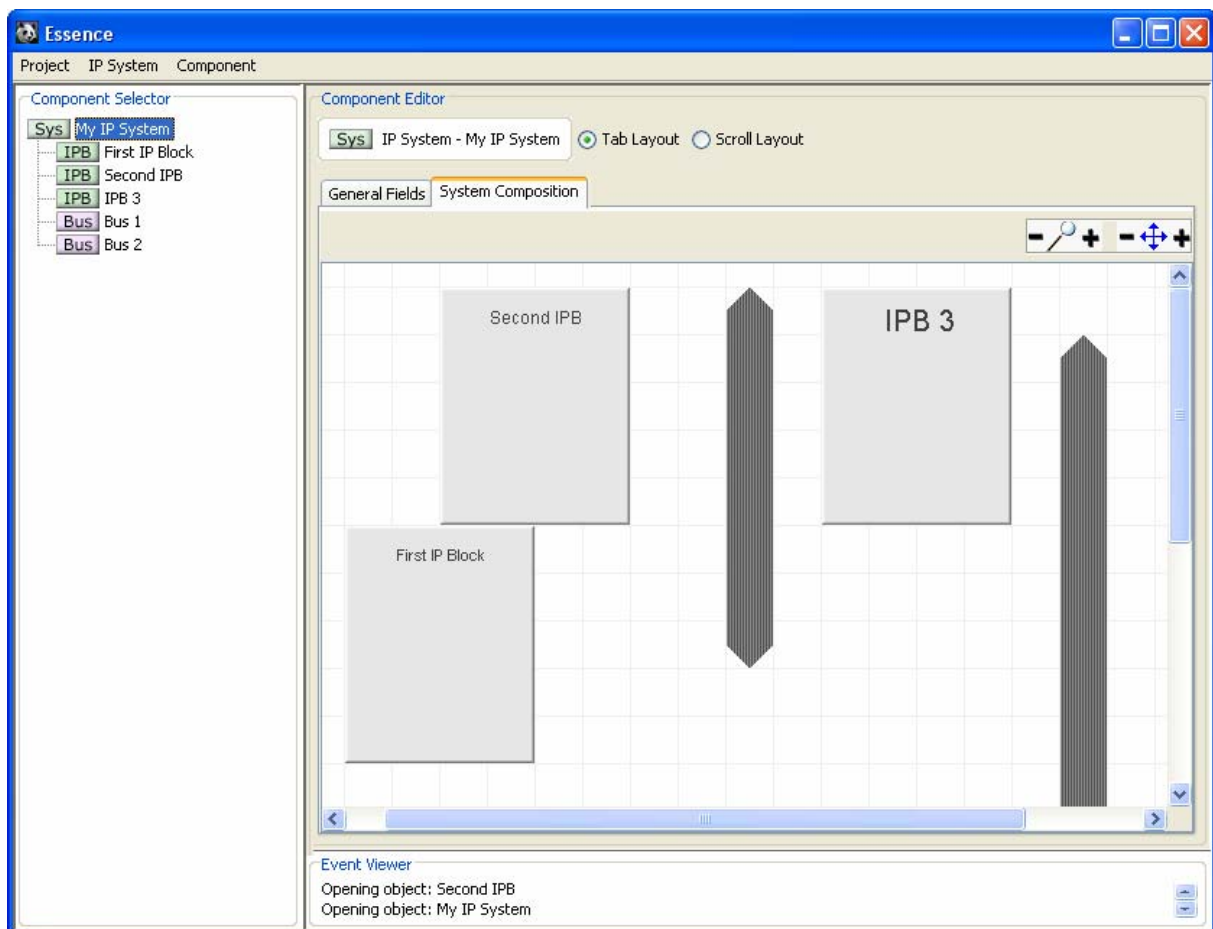 Essence
Project IP System Component
Component Selector
Sys My IP System
IPB First IP Block
IPB Second IPB
IPB IPB 3
Bus Bus 1
Bus Bus 2
Component Editor
Sys IP System - My IP System Tab Layout Scroll Layout
General Fields System Composition
Second IPB
IPB 3
First IP Block
Event Viewer
Opening object: Second IPB
Opening object: My IP System